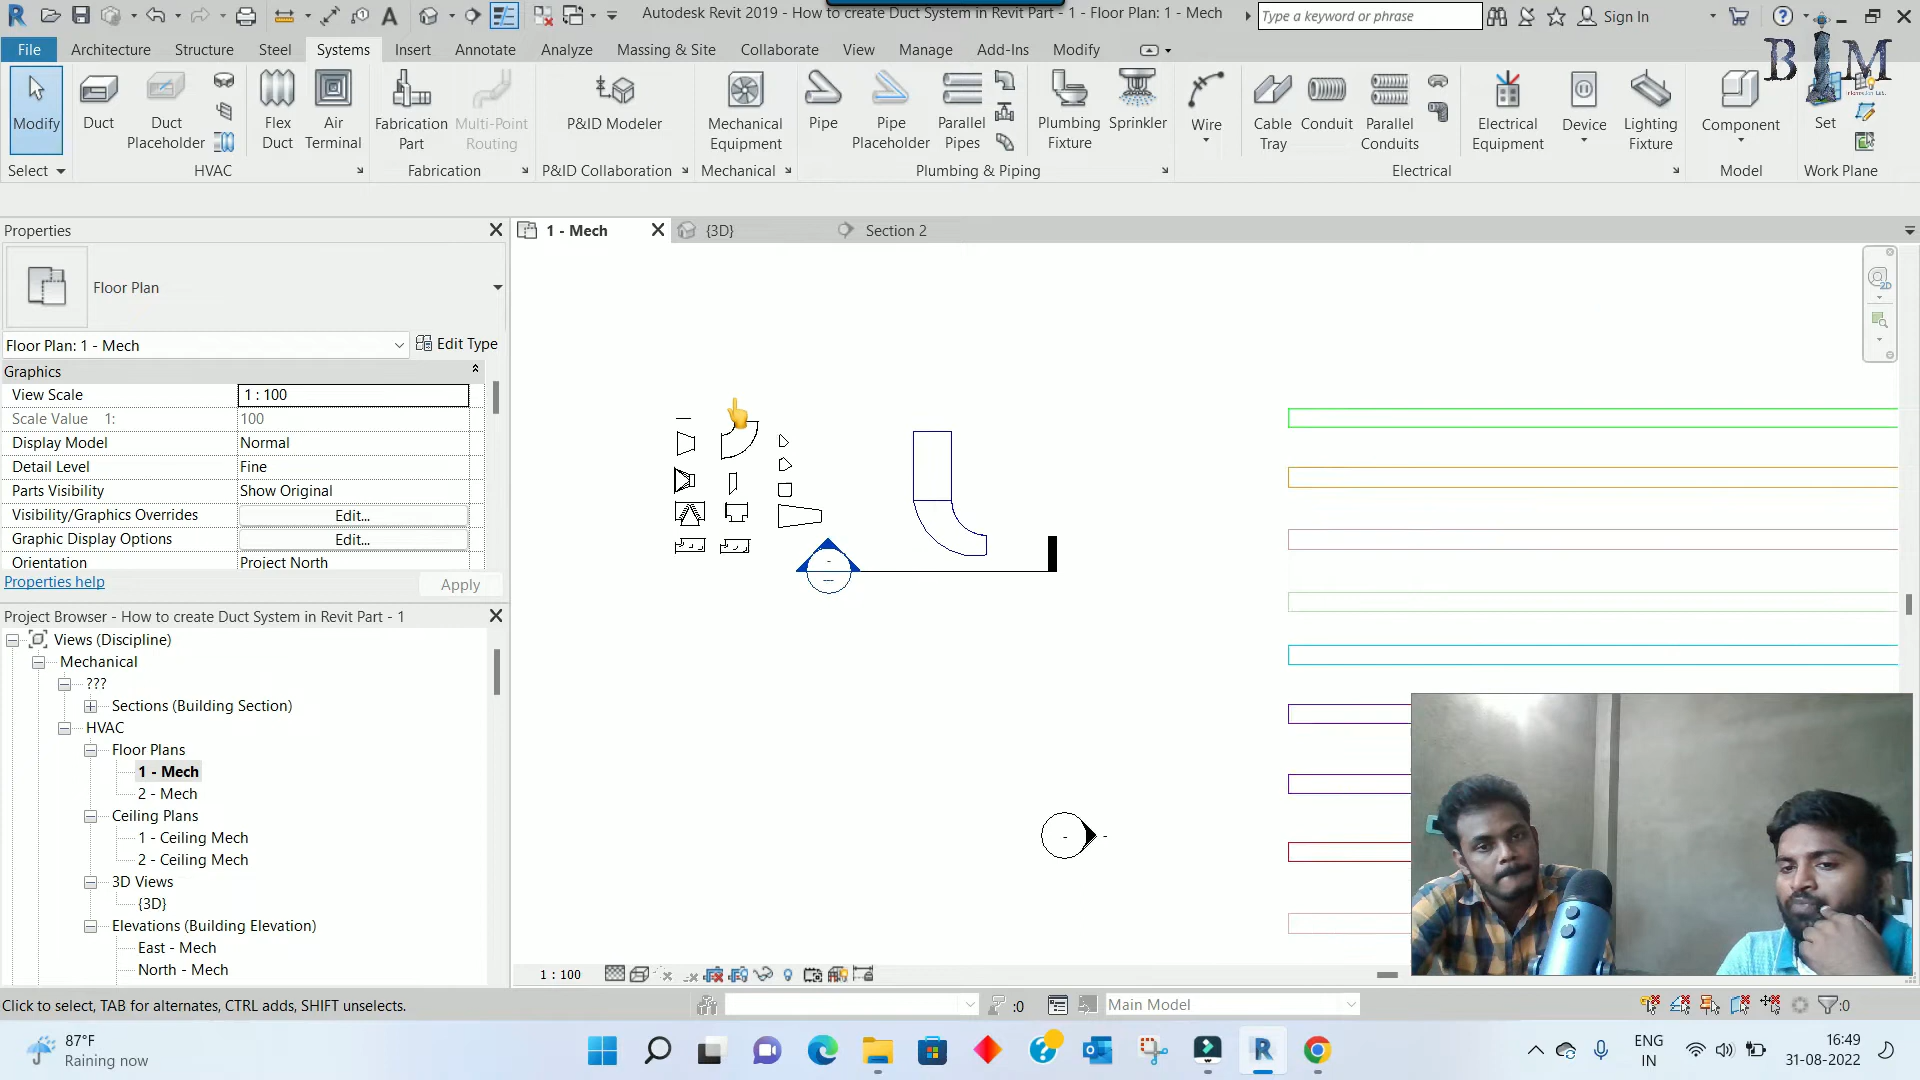 Autodesk Revit 2019 - How to create Duct System in Revit Part - 1 - Floor Plan: 1 - Mech
Type a keyword or phrase
Sign In
File Architecture Structure Steel Systems Insert Annotate Analyze Massing & Site Collaborate View Manage Add-Ins Modify
BIM
Modify
Duct
Duct Placeholder
Flex Duct
Air Terminal
Fabrication Part
Multi-Point Routing
P&ID Modeler
Mechanical Equipment
Pipe
Pipe Placeholder
Parallel Pipes
Plumbing Fixture
Sprinkler
Wire
Cable Tray
Conduit
Parallel Conduits
Electrical Equipment
Device
Lighting Fixture
Component
Set
Select HVAC Fabrication P&ID Collaboration Mechanical Plumbing & Piping Electrical Model Work Plane
Properties
1 - Mech {3D} Section 2
Floor Plan
Floor Plan: 1 - Mech Edit Type
Graphics
View Scale 1 : 100
Scale Value 1: 100
Display Model Normal
Detail Level Fine
Parts Visibility Show Original
Visibility/Graphics Overrides Edit...
Graphic Display Options Edit...
Orientation Project North
Properties help Apply
Project Browser - How to create Duct System in Revit Part - 1
Views (Discipline)
Mechanical
???
Sections (Building Section)
HVAC
Floor Plans
1 - Mech
2 - Mech
Ceiling Plans
1 - Ceiling Mech
2 - Ceiling Mech
3D Views
{3D}
Elevations (Building Elevation)
East - Mech
North - Mech
2D
1 : 100
Click to select, TAB for alternates, CTRL adds, SHIFT unselects.
:0
Main Model
:0
87°F
Raining now
ENG
IN
16:49
31-08-2022